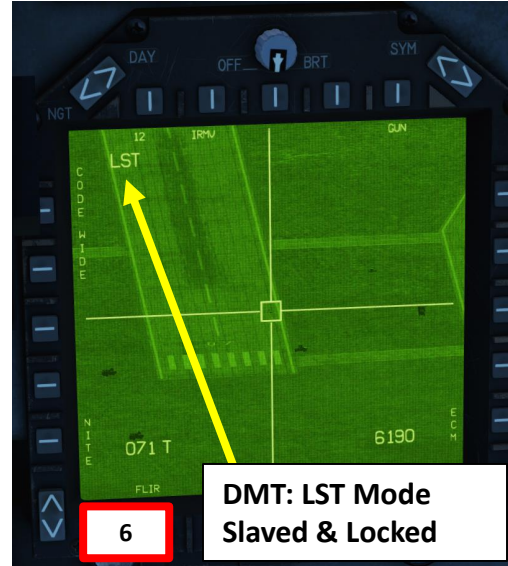 DAY
OFF
BRT
SYM
NGT
12
IRMV
GUN
LST
CODE WIDE
NITE
071 T
6190
ECM
FLIR
6
DMT: LST Mode
Slaved & Locked